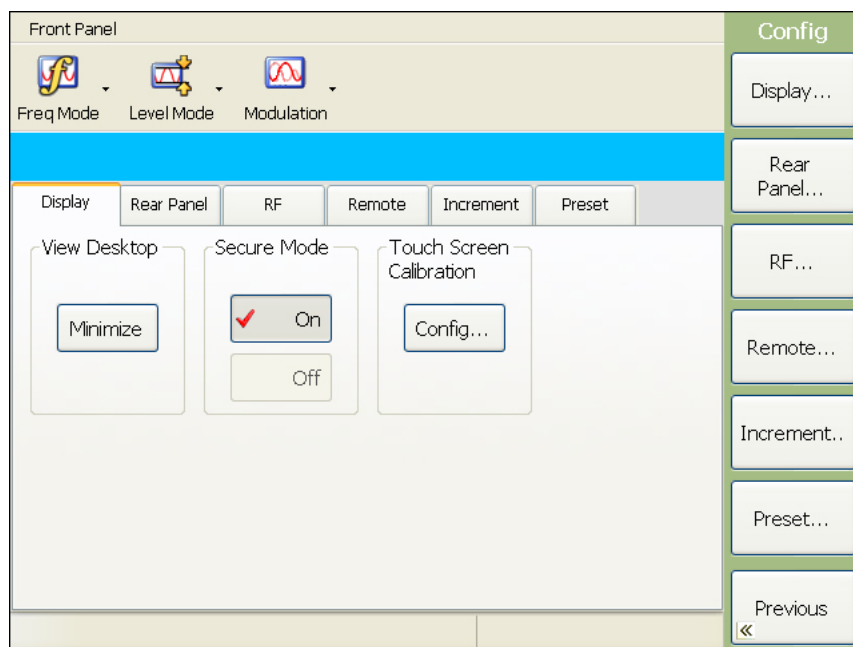 Front Panel
Freq Mode
Level Mode
Modulation
Display
Rear Panel
RF
Remote
Increment
Preset
View Desktop
Minimize
Secure Mode
On
Off
Touch Screen
Calibration
Config...
Config
Display...
Rear
Panel...
RF...
Remote...
Increment..
Preset...
Previous